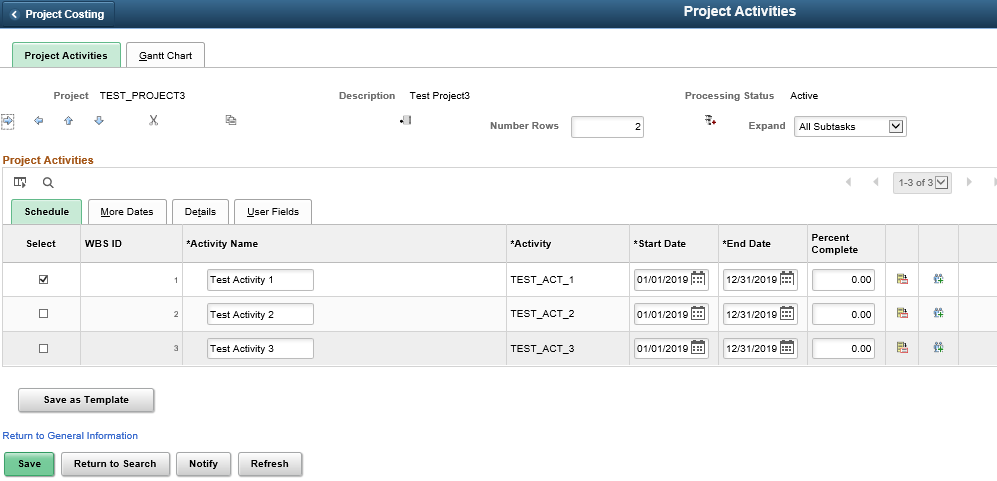 Project Costing
Project Activities
Project Activities
Gantt Chart
Project TEST_PROJECT3 Description Test Project3 Processing Status Active
Number Rows 2 Expand All Subtasks
Project Activities
1-3 of 3
Schedule More Dates Details User Fields
Select WBS ID *Activity Name *Activity *Start Date *End Date Percent Complete
1 Test Activity 1 TEST_ACT_1 01/01/2019 12/31/2019 0.00
2 Test Activity 2 TEST_ACT_2 01/01/2019 12/31/2019 0.00
3 Test Activity 3 TEST_ACT_3 01/01/2019 12/31/2019 0.00
Save as Template
Return to General Information
Save Return to Search Notify Refresh